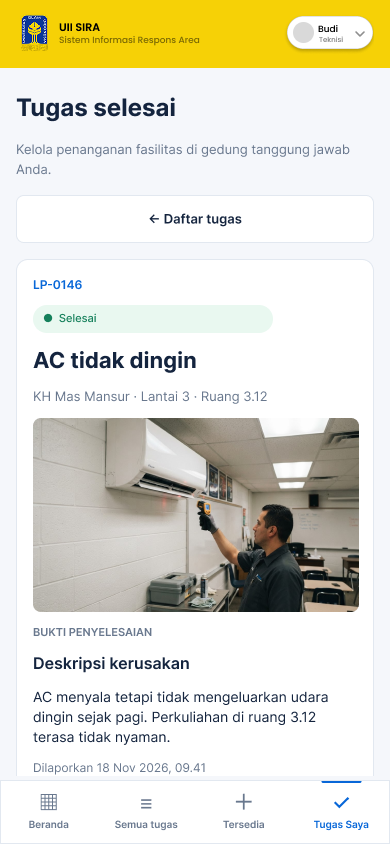 UII SIRA
Sistem Informasi Respons Area
Budi
Teknisi
Tugas selesai
Kelola penanganan fasilitas di gedung tanggung jawab
Anda.
← Daftar tugas
LP-0146
Selesai
AC tidak dingin
KH Mas Mansur · Lantai 3 · Ruang 3.12
BUKTI PENYELESAIAN
Deskripsi kerusakan
AC menyala tetapi tidak mengeluarkan udara
dingin sejak pagi. Perkuliahan di ruang 3.12
terasa tidak nyaman.
Dilaporkan 18 Nov 2026, 09.41
Beranda
Semua tugas
Tersedia
Tugas Saya